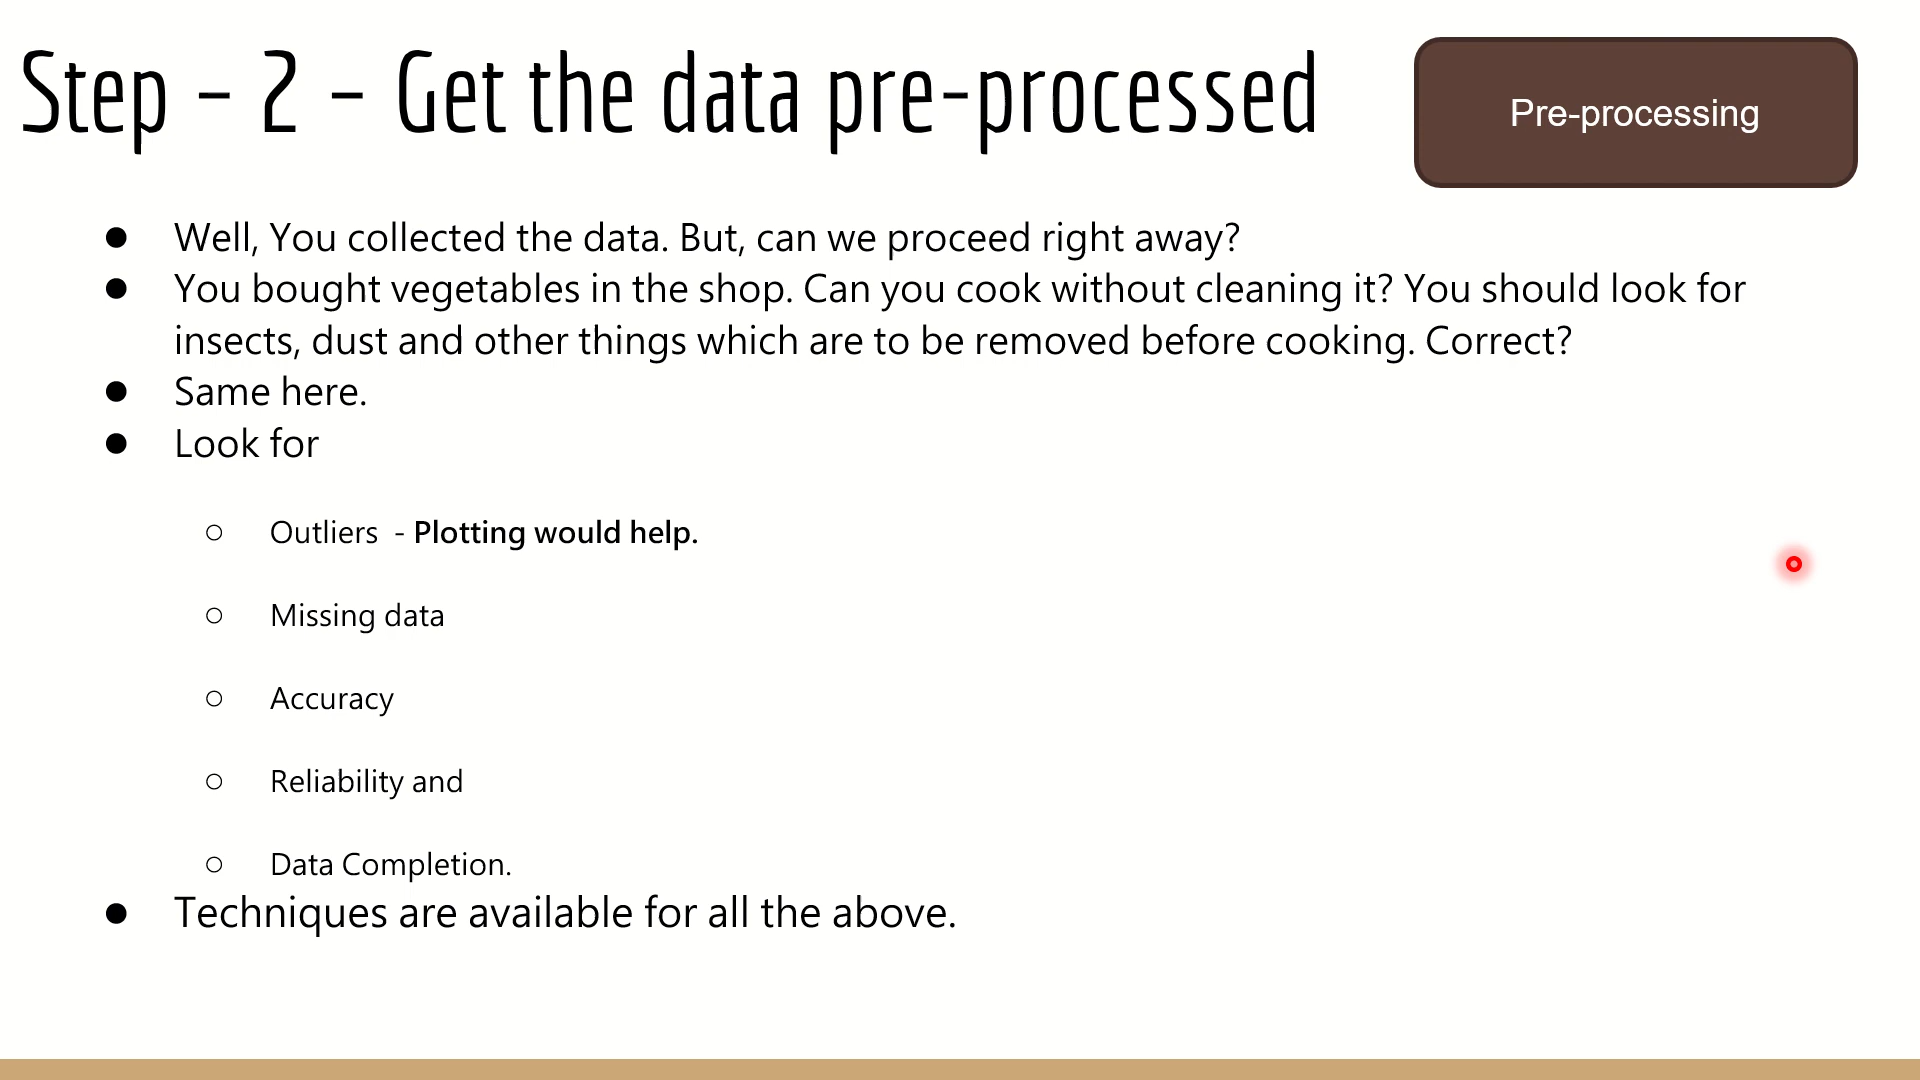 Step - 2 - Get the data pre-processed
Pre-processing
● Well, You collected the data. But, can we proceed right away?
● You bought vegetables in the shop. Can you cook without cleaning it? You should look for
insects, dust and other things which are to be removed before cooking. Correct?
● Same here.
● Look for
○ Outliers - Plotting would help.
○ Missing data
○ Accuracy
○ Reliability and
○ Data Completion.
● Techniques are available for all the above.